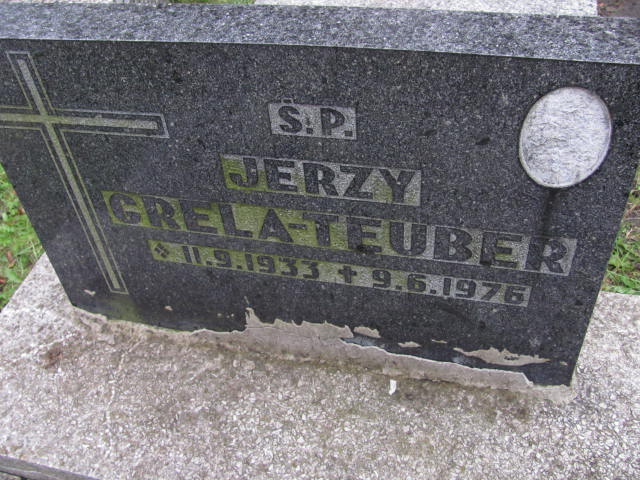 Ś.P.
JERZY
GRELA-TEUBER
* 11.9.1933 + 9.6.1976